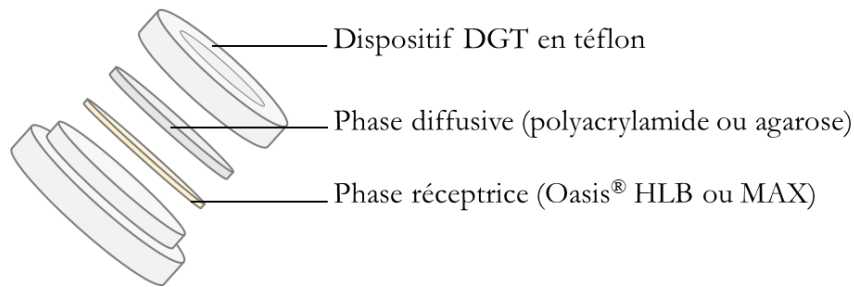 Dispositif DGT en téflon
Phase diffusive (polyacrylamide ou agarose)
Phase réceptrice (Oasis® HLB ou MAX)